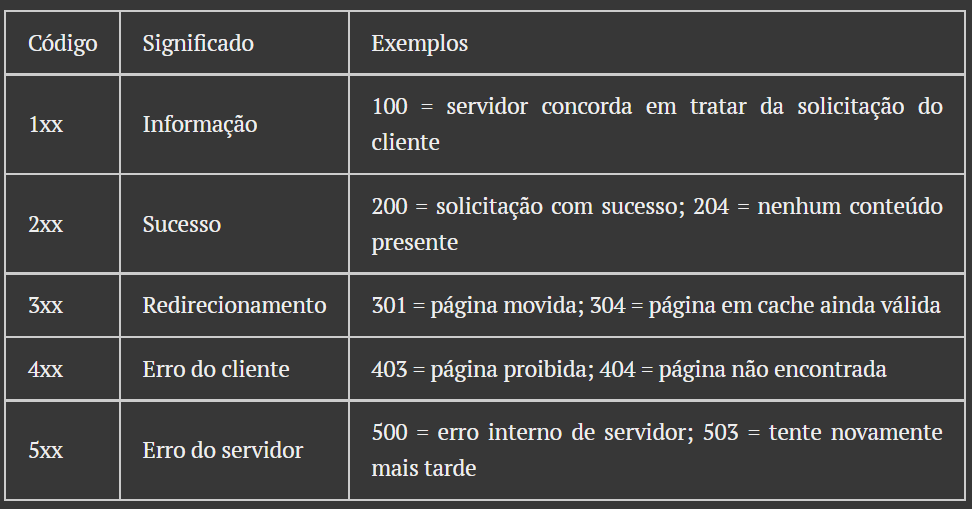 Código Significado Exemplos
1xx Informação 100 = servidor concorda em tratar da solicitação do
cliente
2xx Sucesso 200 = solicitação com sucesso; 204 = nenhum conteúdo
presente
3xx Redirecionamento 301 = página movida; 304 = página em cache ainda válida
4xx Erro do cliente 403 = página proibida; 404 = página não encontrada
5xx Erro do servidor 500 = erro interno de servidor; 503 = tente novamente
mais tarde